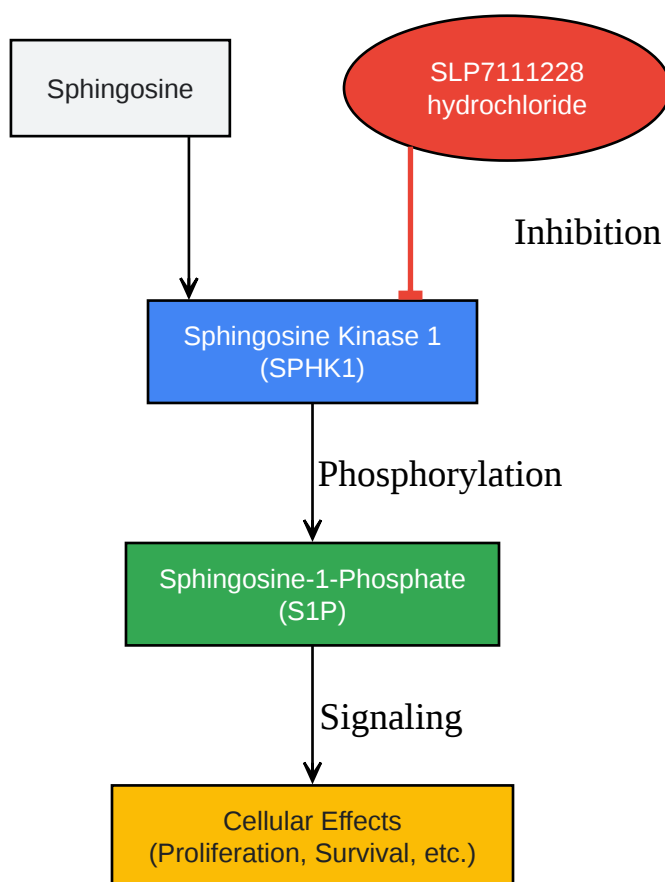 Sphingosine
SLP7111228
hydrochloride
Inhibition
Sphingosine Kinase 1
(SPHK1)
Phosphorylation
Sphingosine-1-Phosphate
(S1P)
Signaling
Cellular Effects
(Proliferation, Survival, etc.)